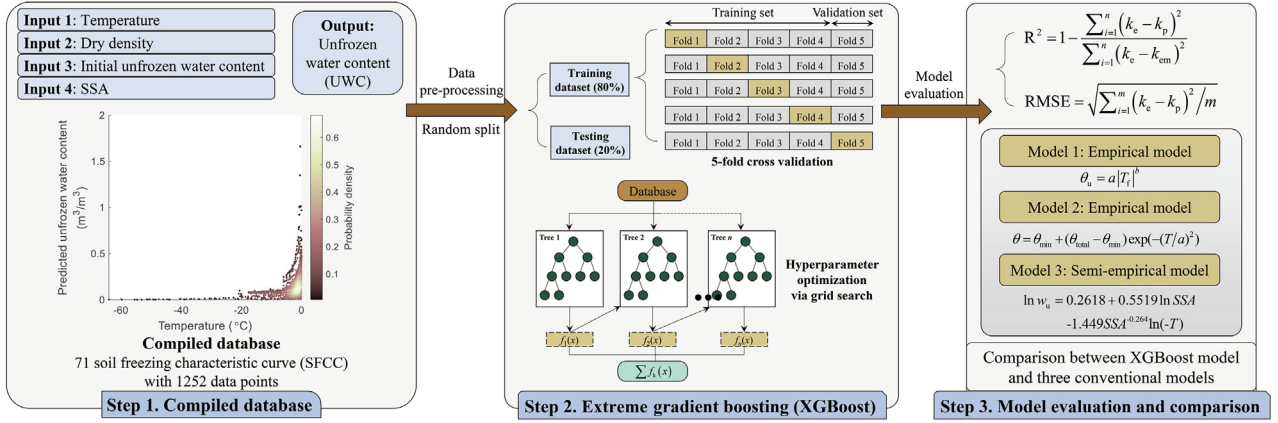 Input 1: Temperature
Input 2: Dry density
Input 3: Initial unfrozen water content
Input 4: SSA
Output:
Unfrozen
water content
(UWC)
Predicted unfrozen water content
(m³/m³)
2
1.5
1
0.5
0
-60
-40
-20
0
Temperature (°C)
0.6
0.5
0.4
0.3
0.2
0.1
Probability density
Compiled database
71 soil freezing characteristic curve (SFCC)
with 1252 data points
Step 1. Compiled database
Data
pre-processing
Random split
Training set
Validation set
Training
dataset (80%)
Testing
dataset (20%)
Fold 1 Fold 2 Fold 3 Fold 4 Fold 5
Fold 1 Fold 2 Fold 3 Fold 4 Fold 5
Fold 1 Fold 2 Fold 3 Fold 4 Fold 5
Fold 1 Fold 2 Fold 3 Fold 4 Fold 5
Fold 1 Fold 2 Fold 3 Fold 4 Fold 5
5-fold cross validation
Database
Tree 1
Tree 2
Tree n
Hyperparameter
optimization
via grid search
f₁(x)
f₂(x)
fₙ(x)
∑fₖ(x)
Step 2. Extreme gradient boosting (XGBoost)
Model
evaluation
R² = 1 - ∑ᵢ₌₁ⁿ(kₑ − kₚ)² / ∑ᵢ₌₁ⁿ(kₑ − kₑₘ)²
RMSE = √(∑ᵢ₌₁ᵐ(kₑ − kₚ)²/m)
Model 1: Empirical model
θᵤ = a|T_f|ᵇ
Model 2: Empirical model
θ = θ_min + (θ_total − θ_min) exp(−(T/a)²)
Model 3: Semi-empirical model
ln wᵤ = 0.2618 + 0.5519 ln SSA
-1.449SSA^-0.264 ln(-T)
Comparison between XGBoost model
and three conventional models
Step 3. Model evaluation and comparison